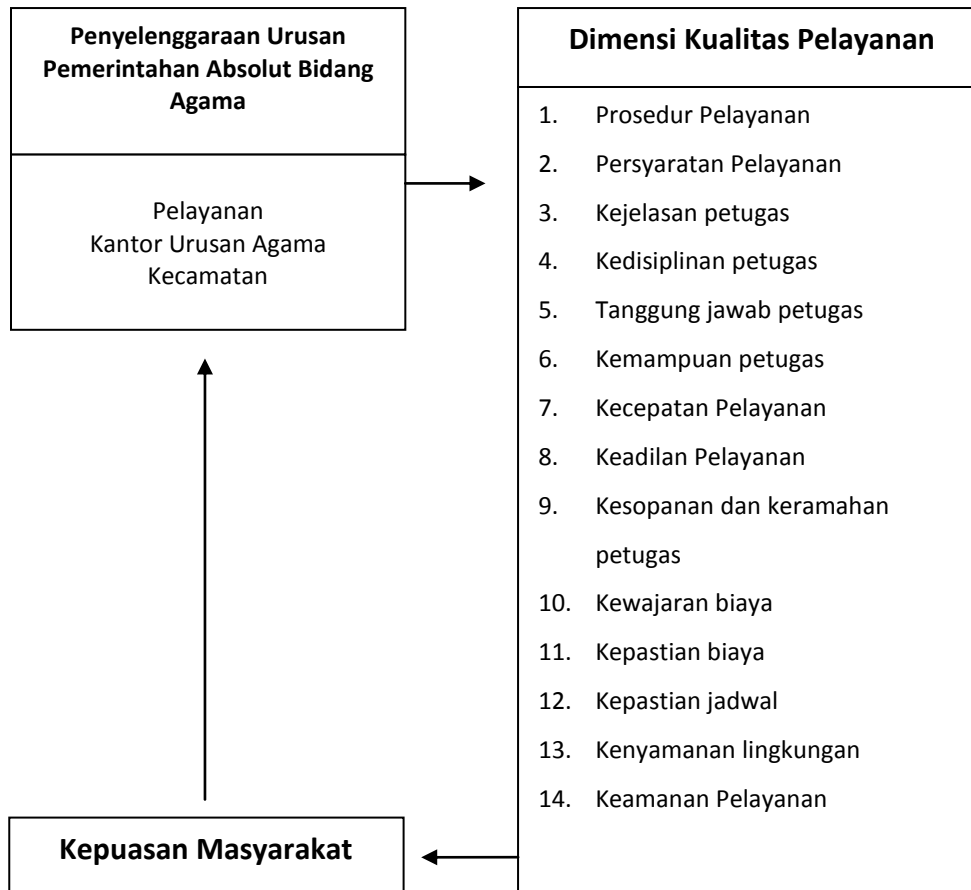 Penyelenggaraan Urusan
Pemerintahan Absolut Bidang
Agama
Pelayanan
Kantor Urusan Agama
Kecamatan
Dimensi Kualitas Pelayanan
1. Prosedur Pelayanan
2. Persyaratan Pelayanan
3. Kejelasan petugas
4. Kedisiplinan petugas
5. Tanggung jawab petugas
6. Kemampuan petugas
7. Kecepatan Pelayanan
8. Keadilan Pelayanan
9. Kesopanan dan keramahan
petugas
10. Kewajaran biaya
11. Kepastian biaya
12. Kepastian jadwal
13. Kenyamanan lingkungan
14. Keamanan Pelayanan
Kepuasan Masyarakat